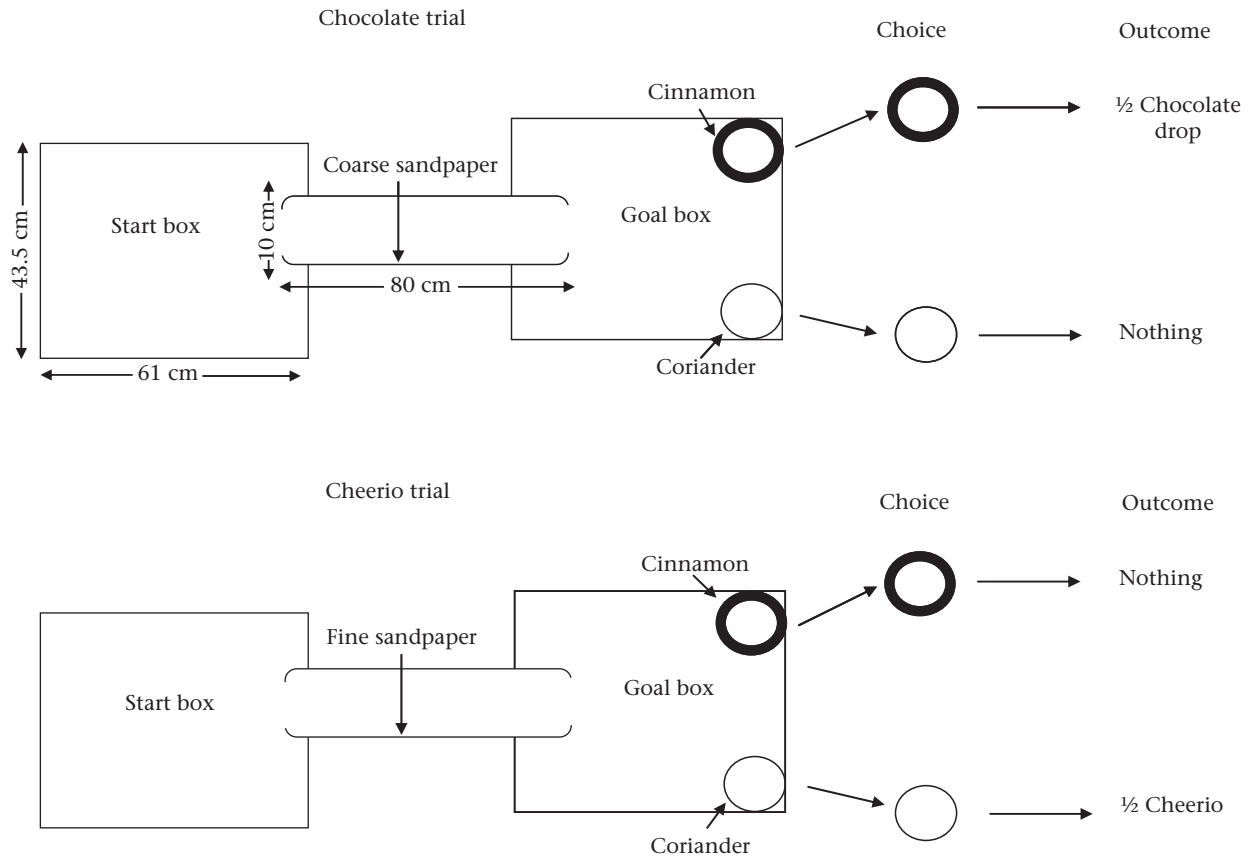 Chocolate trial
Choice
Outcome
Cinnamon
½ Chocolate
drop
Coarse sandpaper
Start box
Goal box
43.5 cm
10 cm
80 cm
Nothing
Coriander
61 cm
Cheerio trial
Choice
Outcome
Cinnamon
Nothing
Fine sandpaper
Start box
Goal box
½ Cheerio
Coriander